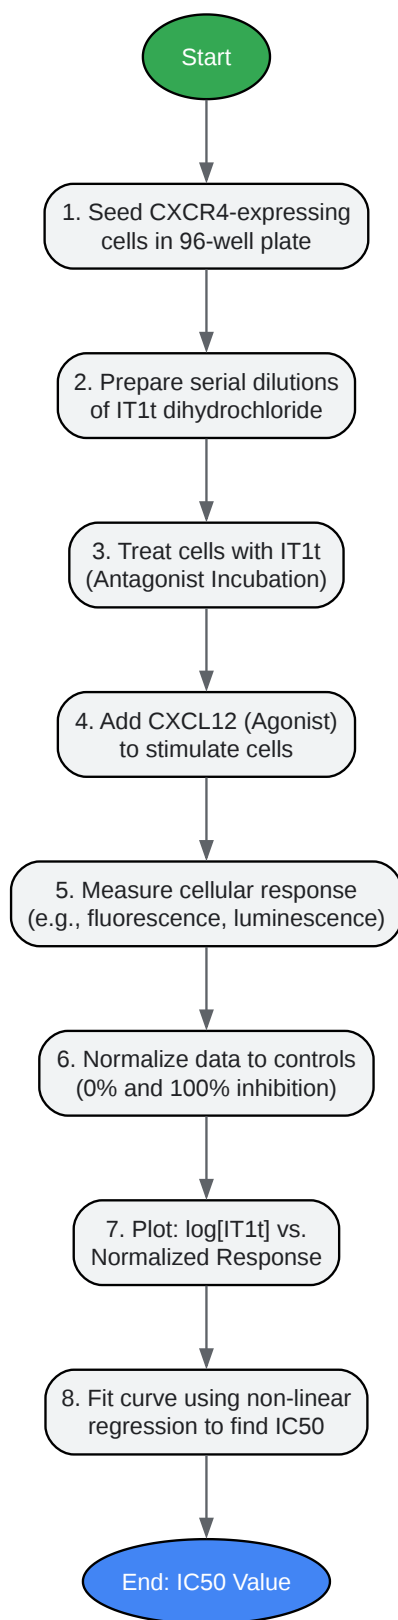 Start
1. Seed CXCR4-expressing
cells in 96-well plate
2. Prepare serial dilutions
of IT1t dihydrochloride
3. Treat cells with IT1t
(Antagonist Incubation)
4. Add CXCL12 (Agonist)
to stimulate cells
5. Measure cellular response
(e.g., fluorescence, luminescence)
6. Normalize data to controls
(0% and 100% inhibition)
7. Plot: log[IT1t] vs.
Normalized Response
8. Fit curve using non-linear
regression to find IC50
End: IC50 Value